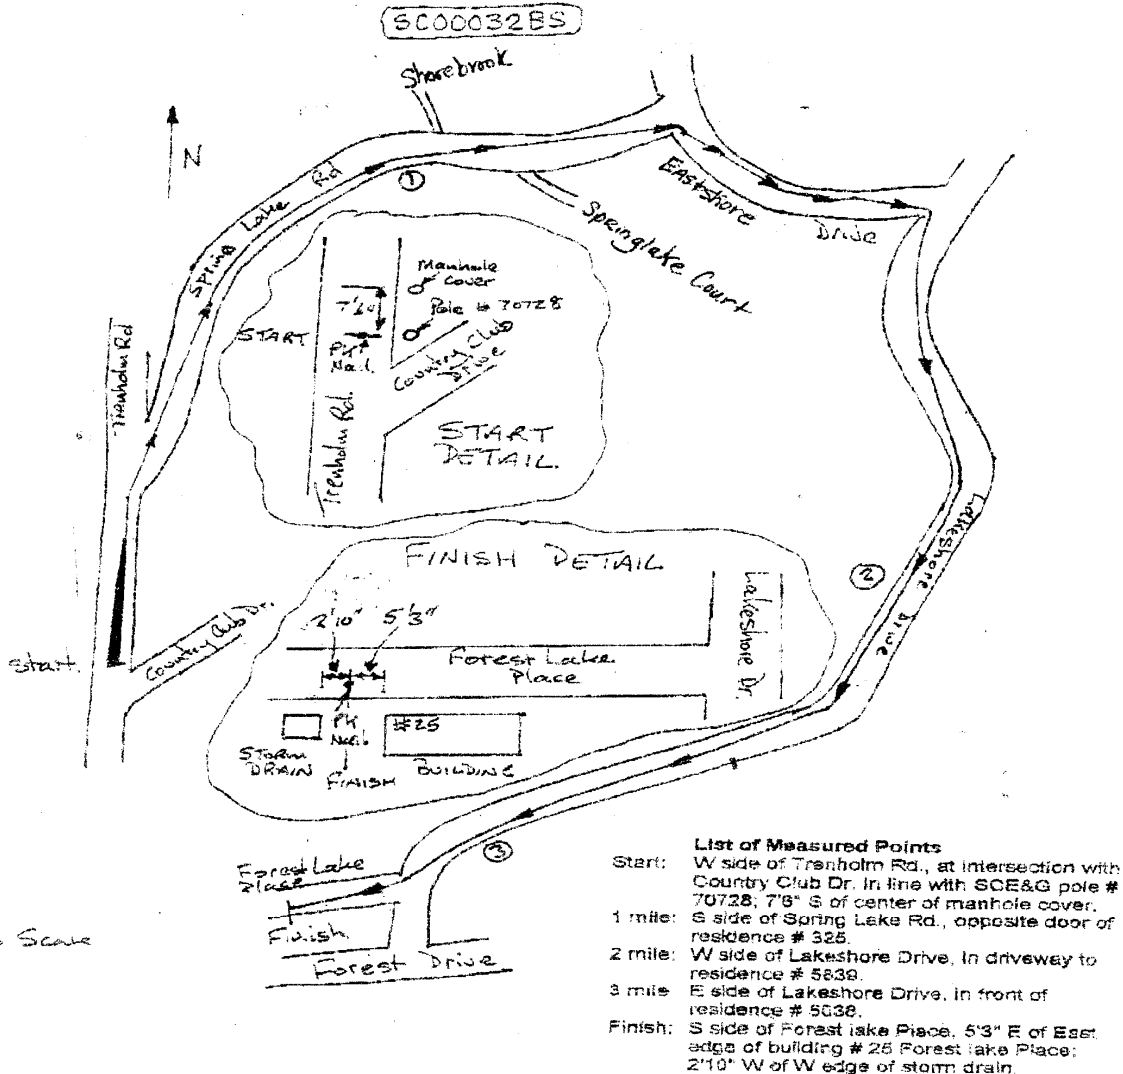 SC00032BS
Shorebrook
N
Spring Lake Rd
1
Eastshore
Drive
Springlake Court
Trenholm Rd
START
Manhole
Cover
Pole # 70728
Nail
Country Club
Drive
Trenholm Rd.
START
DETAIL.
Lakeshore Drive
2
FINISH DETAIL
2'10" 5'3"
Forest Lake
Place
Lakeshore Dr.
#25
PK
Nail
STORM
DRAIN
FINISH
BUILDING
Start.
Country Club Dr.
3
Forest Lake
Place
Finish
Forest Drive
Scale
List of Measured Points
Start: W side of Trenholm Rd., at intersection with
Country Club Dr. In line with SCE&G pole #
70728; 7'6" S of center of manhole cover.
1 mile: S side of Spring Lake Rd., opposite door of
residence # 325.
2 mile: W side of Lakeshore Drive, in driveway to
residence # 5839.
3 mile E side of Lakeshore Drive, in front of
residence #
Finish: S side of Forest lake Place, 5'3" E of East
edge of building # 25 Forest lake Place;
2'10" W of W edge of storm drain.